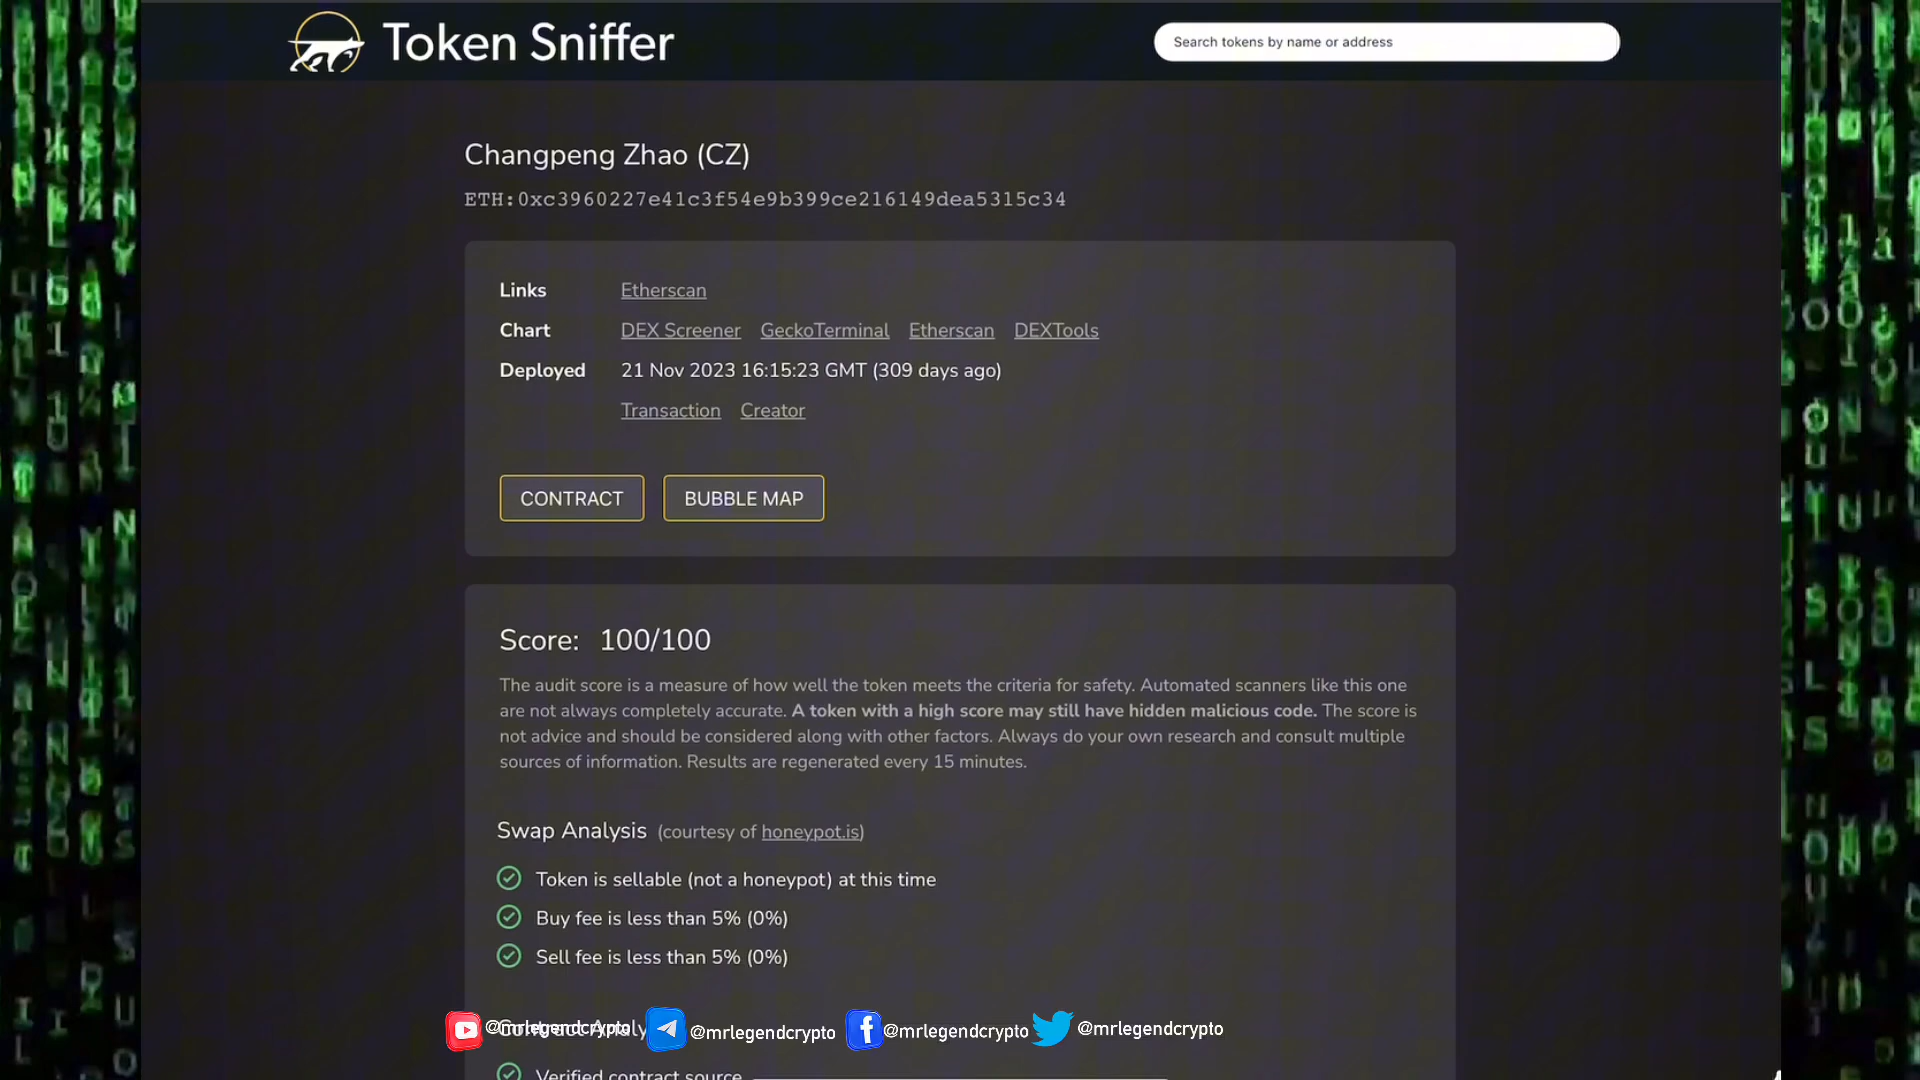 Token Sniffer
Search tokens by name or address
Changpeng Zhao (CZ)
ETH:0xc3960227e41c3f54e9b399ce216149dea5315c34
Links Etherscan
Chart DEX Screener GeckoTerminal Etherscan DEXTools
Deployed 21 Nov 2023 16:15:23 GMT (309 days ago)
Transaction Creator
CONTRACT BUBBLE MAP
Score: 100/100
The audit score is a measure of how well the token meets the criteria for safety. Automated scanners like this one
are not always completely accurate. A token with a high score may still have hidden malicious code. The score is
not advice and should be considered along with other factors. Always do your own research and consult multiple
sources of information. Results are regenerated every 15 minutes.
Swap Analysis (courtesy of honeypot.is)
Token is sellable (not a honeypot) at this time
Buy fee is less than 5% (0%)
Sell fee is less than 5% (0%)
@mrlegendcrypto @mrlegendcrypto @mrlegendcrypto @mrlegendcrypto
Verified contract source